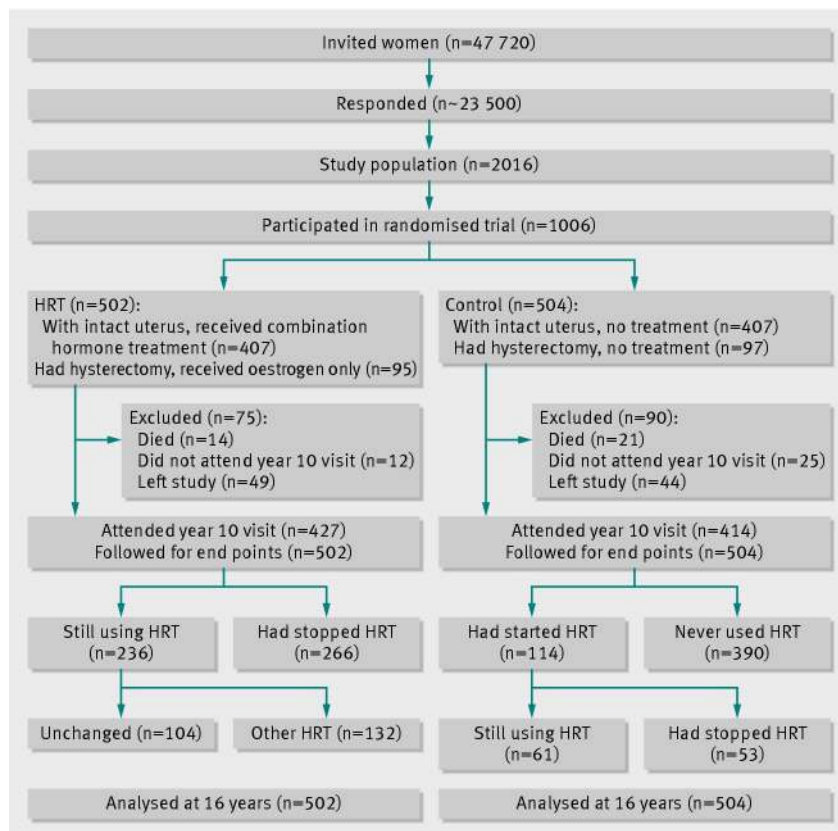 Invited women (n=47 720)
Responded (n~23 500)
Study population (n=2016)
Participated in randomised trial (n=1006)
HRT (n=502):
With intact uterus, received combination
hormone treatment (n=407)
Had hysterectomy, received oestrogen only (n=95)
Control (n=504):
With intact uterus, no treatment (n=407)
Had hysterectomy, no treatment (n=97)
Excluded (n=75):
Died (n=14)
Did not attend year 10 visit (n=12)
Left study (n=49)
Excluded (n=90):
Died (n=21)
Did not attend year 10 visit (n=25)
Left study (n=44)
Attended year 10 visit (n=427)
Followed for end points (n=502)
Attended year 10 visit (n=414)
Followed for end points (n=504)
Still using HRT
(n=236)
Had stopped HRT
(n=266)
Had started HRT
(n=114)
Never used HRT
(n=390)
Unchanged (n=104)
Other HRT (n=132)
Still using HRT
(n=61)
Had stopped HRT
(n=53)
Analysed at 16 years (n=502)
Analysed at 16 years (n=504)